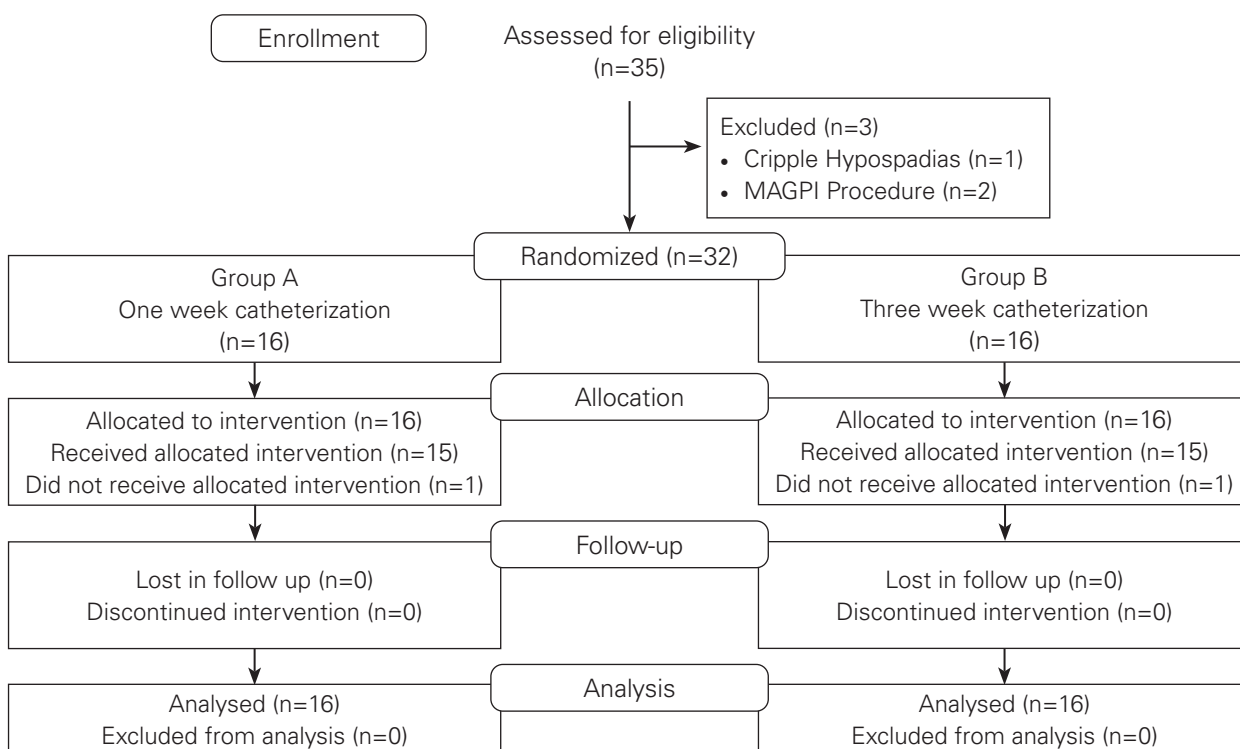 Enrollment
Assessed for eligibility
(n=35)
Excluded (n=3)
• Cripple Hypospadias (n=1)
• MAGPI Procedure (n=2)
Randomized (n=32)
Group A
One week catheterization
(n=16)
Group B
Three week catheterization
(n=16)
Allocation
Allocated to intervention (n=16)
Received allocated intervention (n=15)
Did not receive allocated intervention (n=1)
Allocated to intervention (n=16)
Received allocated intervention (n=15)
Did not receive allocated intervention (n=1)
Follow-up
Lost in follow up (n=0)
Discontinued intervention (n=0)
Lost in follow up (n=0)
Discontinued intervention (n=0)
Analysis
Analysed (n=16)
Excluded from analysis (n=0)
Analysed (n=16)
Excluded from analysis (n=0)